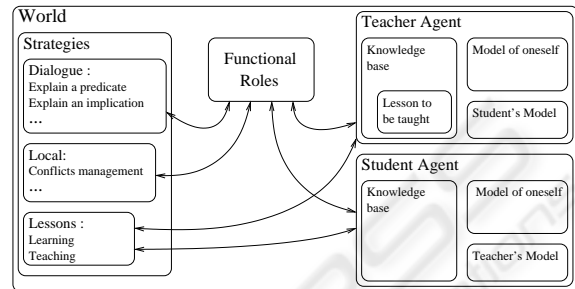 World
Strategies
Dialogue :
Explain a predicate
Explain an implication
...
Local:
Conflicts management
...
Lessons :
Learning
Teaching
Functional
Roles
Teacher Agent
Knowledge
base
Lesson to
be taught
Model of oneself
Student's Model
Student Agent
Knowledge
base
Model of oneself
Teacher's Model